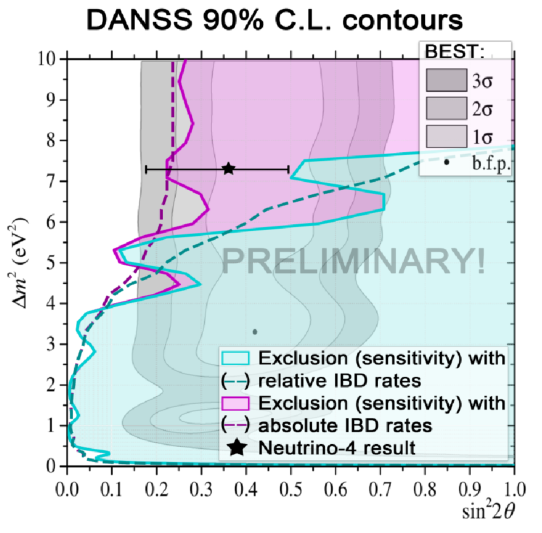 DANSS 90% C.L. contours
BEST:
3σ
2σ
1σ
b.f.p.
10
9
8
7
6
5
4
3
2
1
0
Δm² (eV²)
PRELIMINARY!
Exclusion (sensitivity) with
(--) relative IBD rates
Exclusion (sensitivity) with
(--) absolute IBD rates
Neutrino-4 result
0.0 0.1 0.2 0.3 0.4 0.5 0.6 0.7 0.8 0.9 1.0
sin²2θ